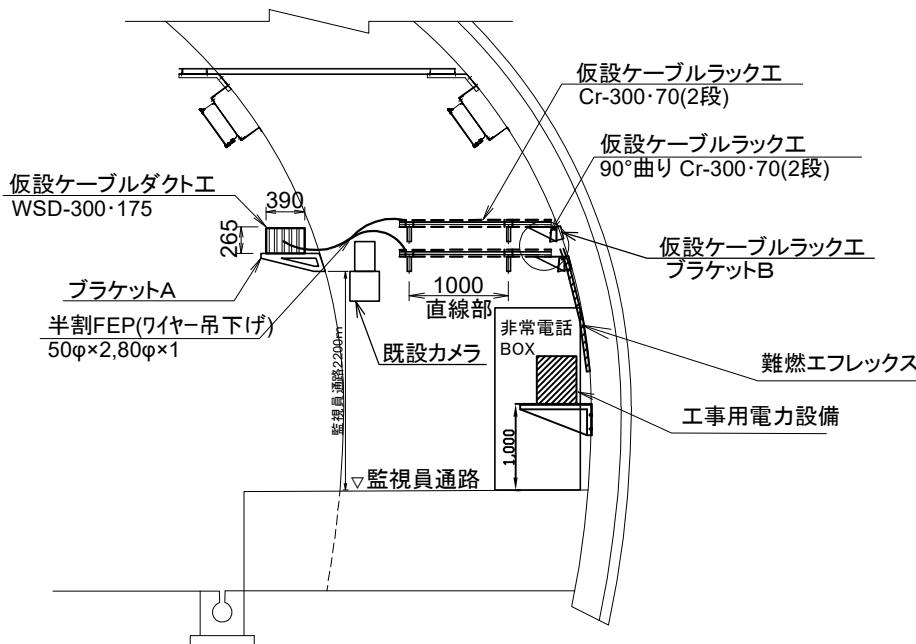 仮設ケーブルラック工
Cr-300･70(2段)
仮設ケーブルラック工
90°曲り Cr-300･70(2段)
仮設ケーブルダクト工
WSD-300･175
390
265
仮設ケーブルラック工
ブラケットB
ブラケットA
1000
直線部
半割FEP(ワイヤー吊下げ)
50φ×2,80φ×1
既設カメラ
非常電話
BOX
難燃エフレックス
工事用電力設備
監視員通路2200m
1,000
▽監視員通路